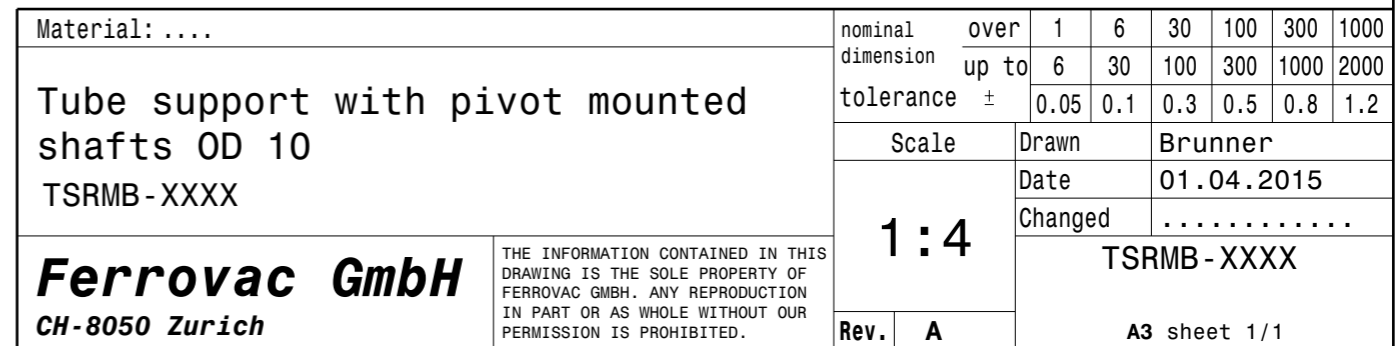 Material: ....
Tube support with pivot mounted
shafts OD 10
TSRMB-XXXX
Ferrovac GmbH
CH-8050 Zurich
THE INFORMATION CONTAINED IN THIS
DRAWING IS THE SOLE PROPERTY OF
FERROVAC GMBH. ANY REPRODUCTION
IN PART OR AS WHOLE WITHOUT OUR
PERMISSION IS PROHIBITED.
nominal over 1 6 30 100 300 1000
dimension up to 6 30 100 300 1000 2000
tolerance ± 0.05 0.1 0.3 0.5 0.8 1.2
Scale
1:4
Rev. A
Drawn Brunner
Date 01.04.2015
Changed ............
TSRMB-XXXX
A3 sheet 1/1